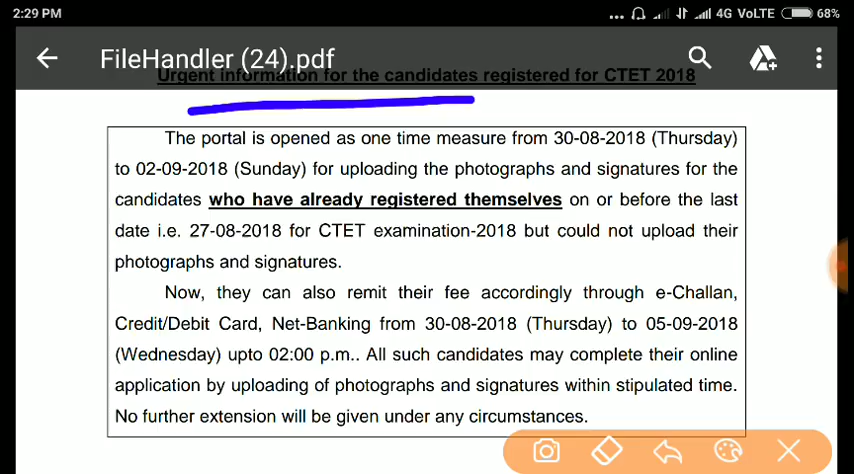 2:29 PM 4G VoLTE 68%
FileHandler (24).pdf
Urgent information for the candidates registered for CTET 2018
The portal is opened as one time measure from 30-08-2018 (Thursday)
to 02-09-2018 (Sunday) for uploading the photographs and signatures for the
candidates who have already registered themselves on or before the last
date i.e. 27-08-2018 for CTET examination-2018 but could not upload their
photographs and signatures.
Now, they can also remit their fee accordingly through e-Challan,
Credit/Debit Card, Net-Banking from 30-08-2018 (Thursday) to 05-09-2018
(Wednesday) upto 02:00 p.m.. All such candidates may complete their online
application by uploading of photographs and signatures within stipulated time.
No further extension will be given under any circumstances.